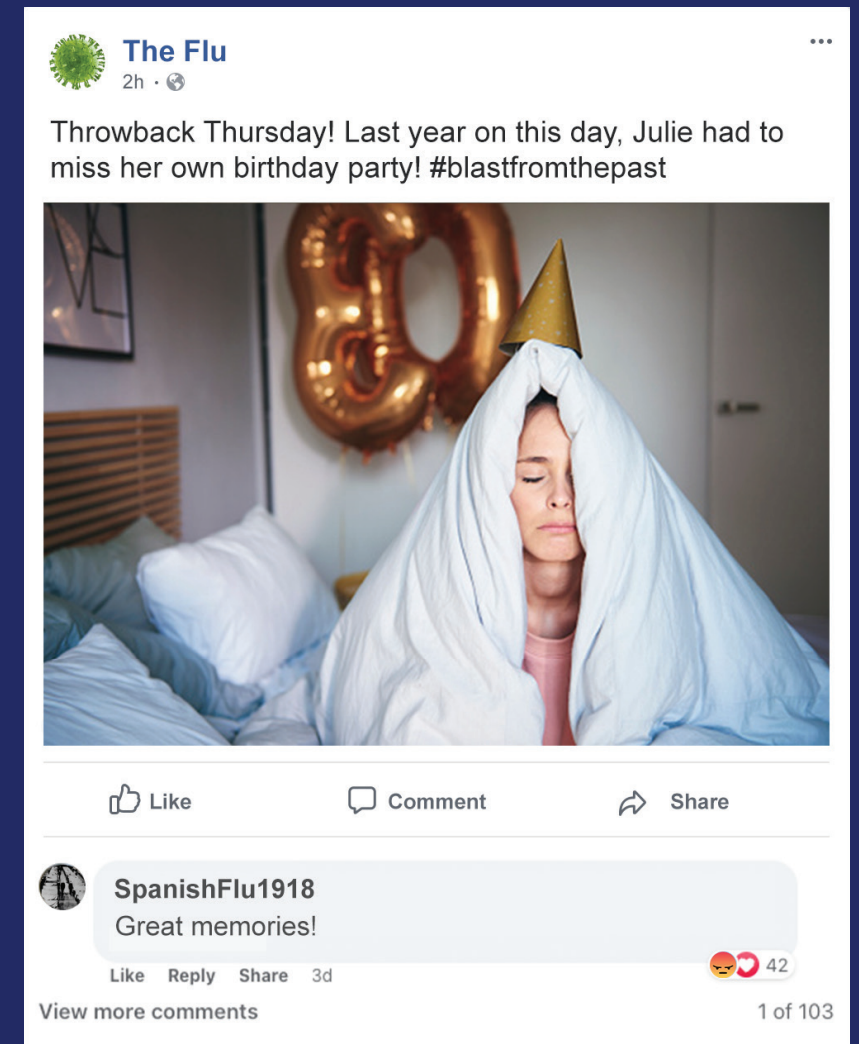 The Flu
2h ·
Throwback Thursday! Last year on this day, Julie had to
miss her own birthday party! #blastfromthepast
30
Like
Comment
Share
SpanishFlu1918
Great memories!
42
Like Reply Share 3d
View more comments
1 of 103